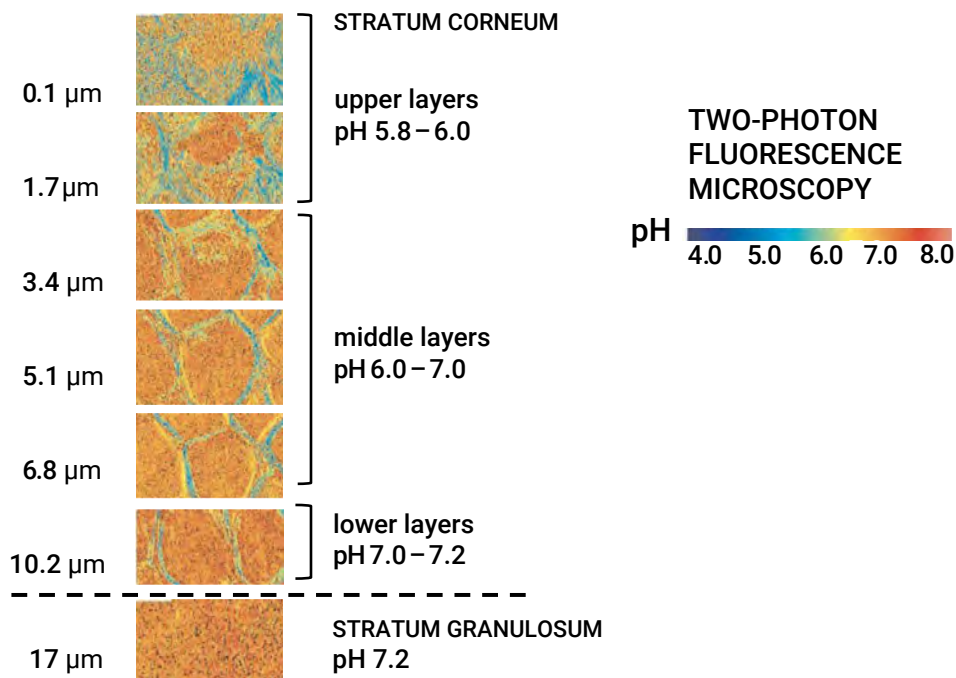 STRATUM CORNEUM
0.1 µm
upper layers
pH 5.8–6.0
1.7 µm
3.4 µm
middle layers
pH 6.0–7.0
5.1 µm
6.8 µm
lower layers
pH 7.0–7.2
10.2 µm
STRATUM GRANULOSUM
pH 7.2
17 µm
TWO-PHOTON
FLUORESCENCE
MICROSCOPY
pH
4.0 5.0 6.0 7.0 8.0